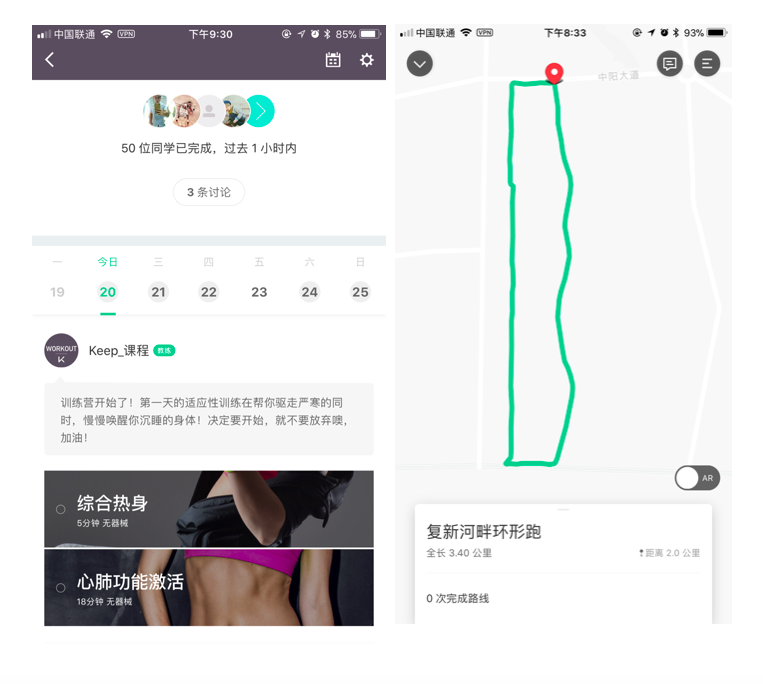 中国联通 VPN 下午9:30 85%
50 位同学已完成，过去 1 小时内
3 条讨论
一 今日 三 四 五 六 日
19 20 21 22 23 24 25
WORKOUT
K
Keep_课程 教练
训练营开始了！第一天的适应性训练在帮你驱走严寒的同
时，慢慢唤醒你沉睡的身体！决定要开始，就不要放弃噢，
加油！
综合热身
5分钟 无器械
心肺功能激活
18分钟 无器械
中国联通 VPN 下午8:33 93%
中阳大道
AR
复新河畔环形跑
全长 3.40 公里 距离 2.0 公里
0 次完成路线